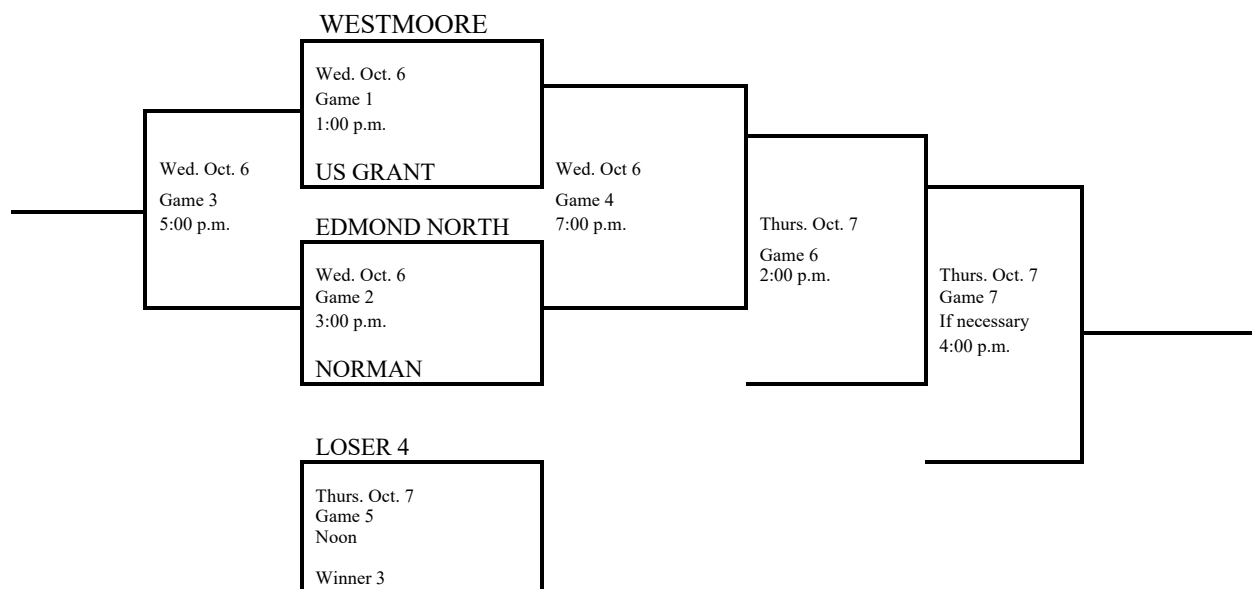 WESTMOORE
Wed. Oct. 6
Game 1
1:00 p.m.
US GRANT
Wed. Oct. 6
Game 3
5:00 p.m.
Wed. Oct 6
Game 4
7:00 p.m.
EDMOND NORTH
Wed. Oct. 6
Game 2
3:00 p.m.
NORMAN
Thurs. Oct. 7
Game 6
2:00 p.m.
Thurs. Oct. 7
Game 7
If necessary
4:00 p.m.
LOSER 4
Thurs. Oct. 7
Game 5
Noon
Winner 3